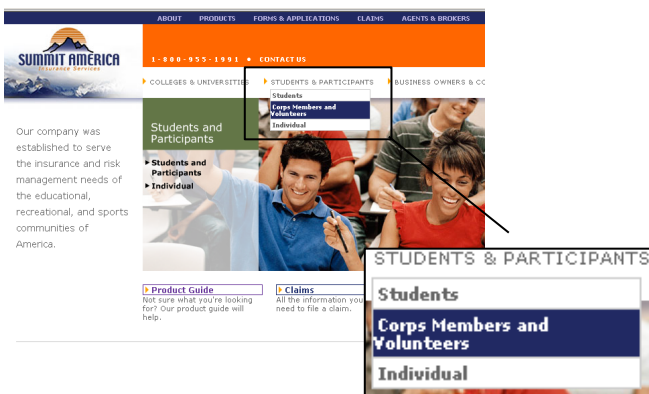 ABOUT PRODUCTS FORMS & APPLICATIONS CLAIMS AGENTS & BROKERS
SUMMIT AMERICA
Insurance Services
1-800-955-1991 • CONTACT US
COLLEGES & UNIVERSITIES STUDENTS & PARTICIPANTS BUSINESS OWNERS & CO
Students
Corps Members and
Volunteers
Individual
Our company was
established to serve
the insurance and risk
management needs of
the educational,
recreational, and sports
communities of
America.
Students and
Participants
Students and
Participants
Individual
Product Guide
Not sure what you're looking
for? Our product guide will
help.
Claims
All the information you
need to file a claim.
STUDENTS & PARTICIPANTS
Students
Corps Members and
Volunteers
Individual